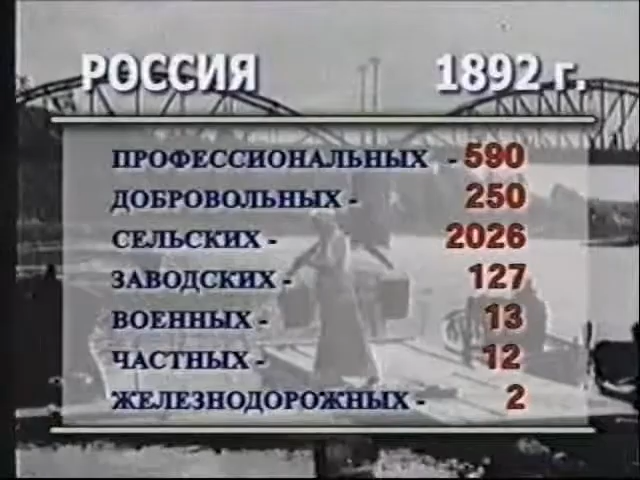 РОССИЯ 1892 г.
ПРОФЕССИОНАЛЬНЫХ - 590
ДОБРОВОЛЬНЫХ - 250
СЕЛЬСКИХ - 2026
ЗАВОДСКИХ - 127
ВОЕННЫХ - 13
ЧАСТНЫХ - 12
ЖЕЛЕЗНОДОРОЖНЫХ - 2